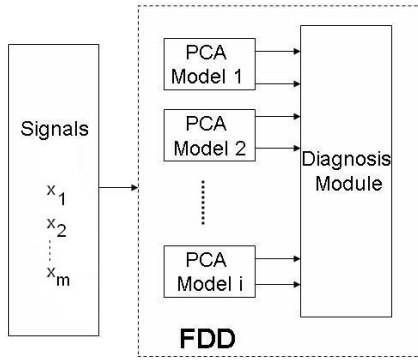 Signals
x1
x2
xm
PCA
Model 1
PCA
Model 2
PCA
Model i
Diagnosis
Module
FDD